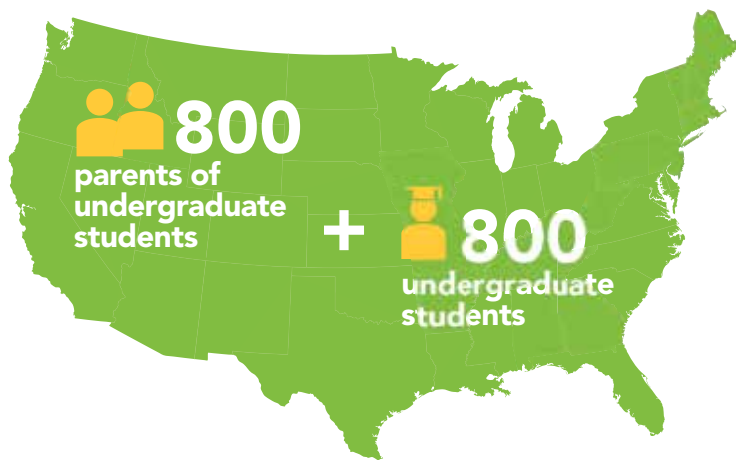 800
parents of
undergraduate
students
+
800
undergraduate
students